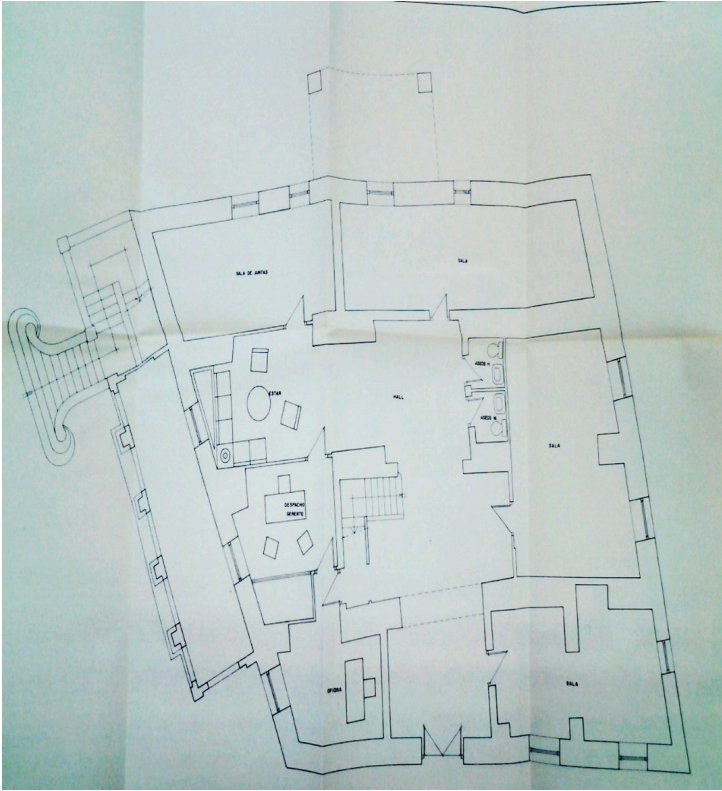 SALA DE JUNTAS
SALA
ASEOS H.
ESTAR
HALL
ASEOS M.
SALA
DESPACHO
GERENTE
OFICINA
SALA